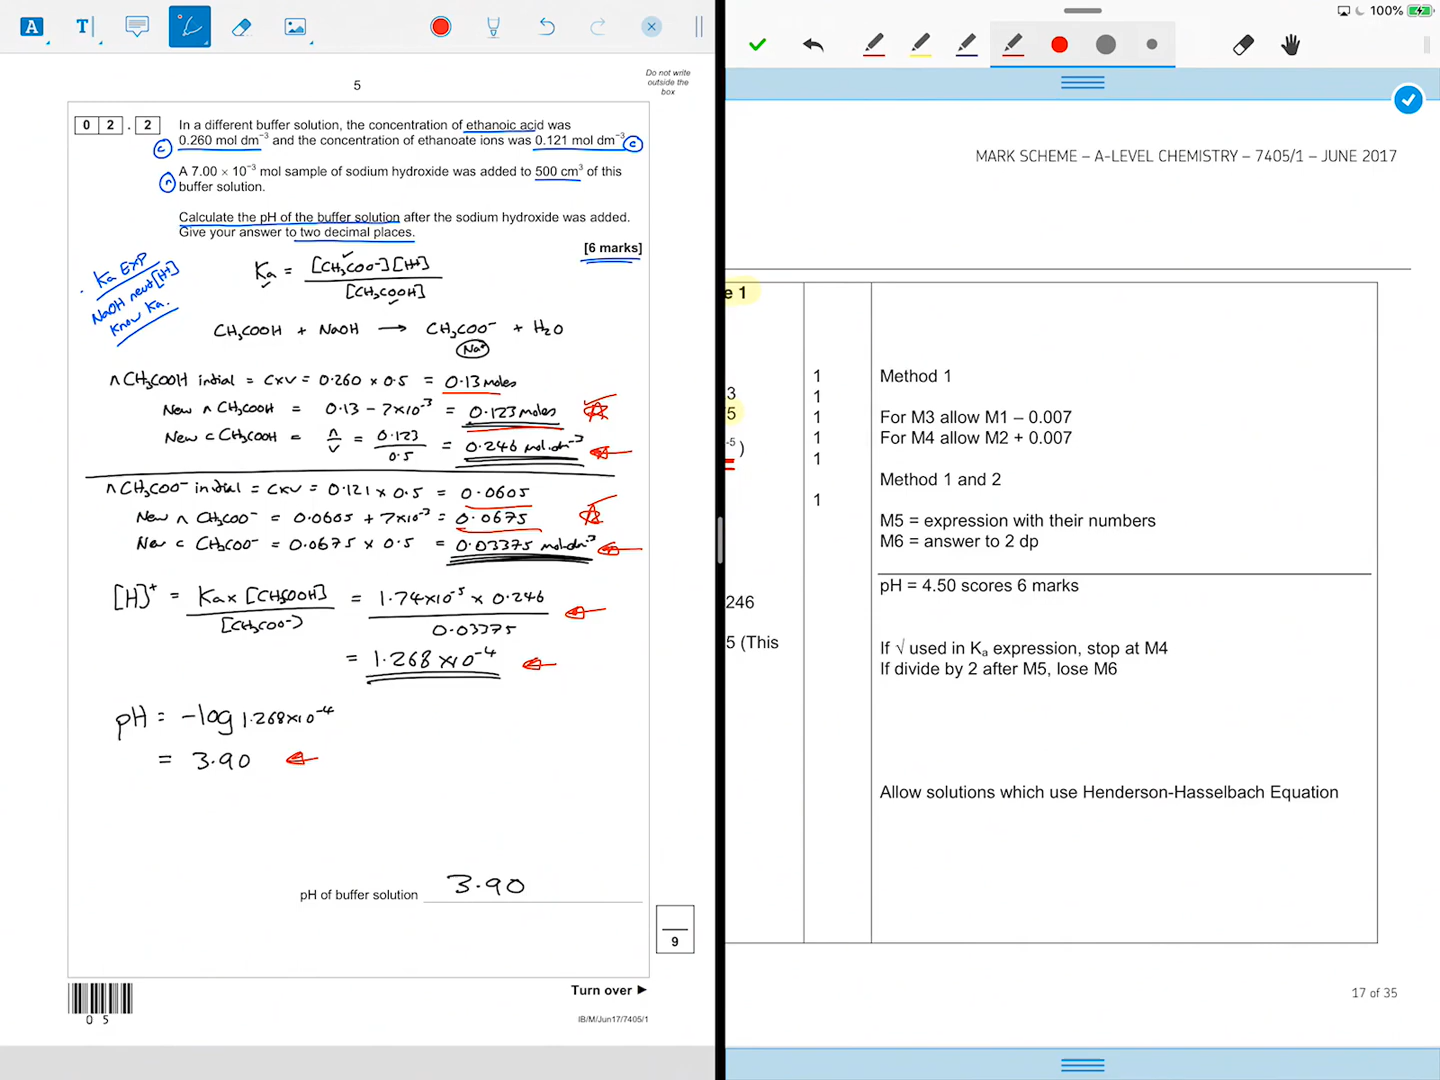 100%
A
T
5
Do not write
outside the
box
0 2 . 2
In a different buffer solution, the concentration of ethanoic acid was
0.260 mol dm⁻³ and the concentration of ethanoate ions was 0.121 mol dm⁻³
c
c
A 7.00 × 10⁻³ mol sample of sodium hydroxide was added to 500 cm³ of this
n
buffer solution.
Calculate the pH of the buffer solution after the sodium hydroxide was added.
Give your answer to two decimal places.
[6 marks]
Ka EXP
NaOH neut [H+]
Know Ka.
Ka = [CH₃COO⁻][H+]
[CH₃COOH]
CH₃COOH + NaOH → CH₃COO⁻ + H₂O
Na⁺
n CH₃COOH intial = C×V = 0.260 × 0.5 = 0.13 moles
New n CH₃COOH = 0.13 - 7×10⁻³ = 0.123 moles
New c CH₃COOH = n/v = 0.123/0.5 = 0.246 mol.dm⁻³
n CH₃COO⁻ initial = C×V = 0.121 × 0.5 = 0.0605
New n CH₃COO⁻ = 0.0605 + 7×10⁻³ = 0.0675
New c CH₃COO⁻ = 0.0675 × 0.5 = 0.03375 mol.dm⁻³
[H]⁺ = Ka × [CH₃COOH] = 1.74×10⁻⁵ × 0.246
[CH₃COO⁻) 0.03375
= 1.268 ×10⁻⁴
pH = -log 1.268×10⁻⁴
= 3.90
pH of buffer solution 3.90
9
Turn over ►
0 5
IB/M/Jun17/7405/1
MARK SCHEME – A-LEVEL CHEMISTRY – 7405/1 – JUNE 2017
e 1
1 Method 1
3 1
5 1 For M3 allow M1 – 0.007
-5 ) 1 For M4 allow M2 + 0.007
1
Method 1 and 2
1
M5 = expression with their numbers
M6 = answer to 2 dp
pH = 4.50 scores 6 marks
246
5 (This
If √ used in Kₐ expression, stop at M4
If divide by 2 after M5, lose M6
Allow solutions which use Henderson-Hasselbach Equation
17 of 35